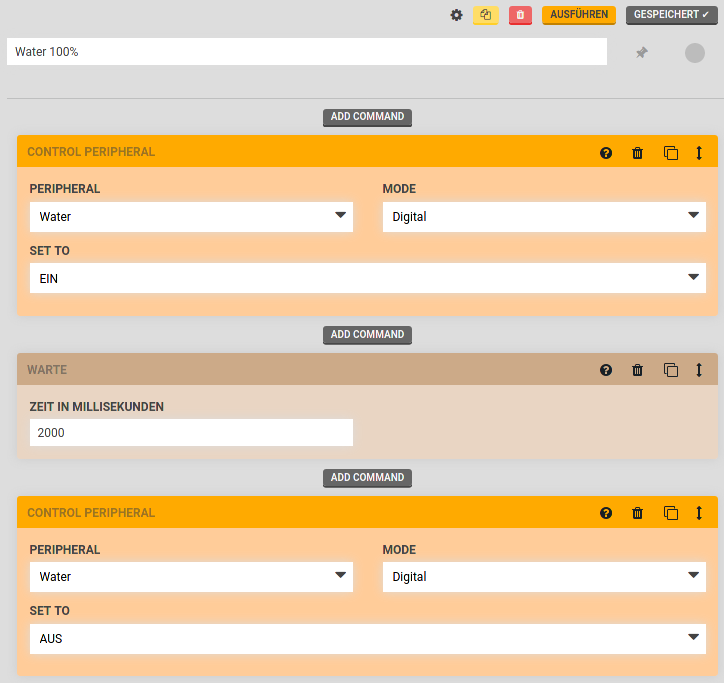 AUSFÜHREN
GESPEICHERT ✓
Water 100%
ADD COMMAND
CONTROL PERIPHERAL
PERIPHERAL MODE
Water Digital
SET TO
EIN
ADD COMMAND
WARTE
ZEIT IN MILLISEKUNDEN
2000
ADD COMMAND
CONTROL PERIPHERAL
PERIPHERAL MODE
Water Digital
SET TO
AUS